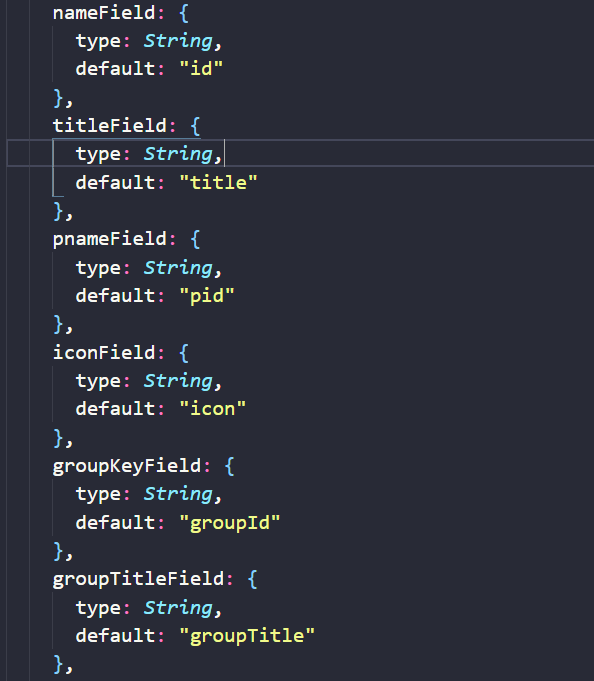 nameField: {
type: String,
default: "id"
},
titleField: {
type: String,
default: "title"
},
pnameField: {
type: String,
default: "pid"
},
iconField: {
type: String,
default: "icon"
},
groupKeyField: {
type: String,
default: "groupId"
},
groupTitleField: {
type: String,
default: "groupTitle"
},